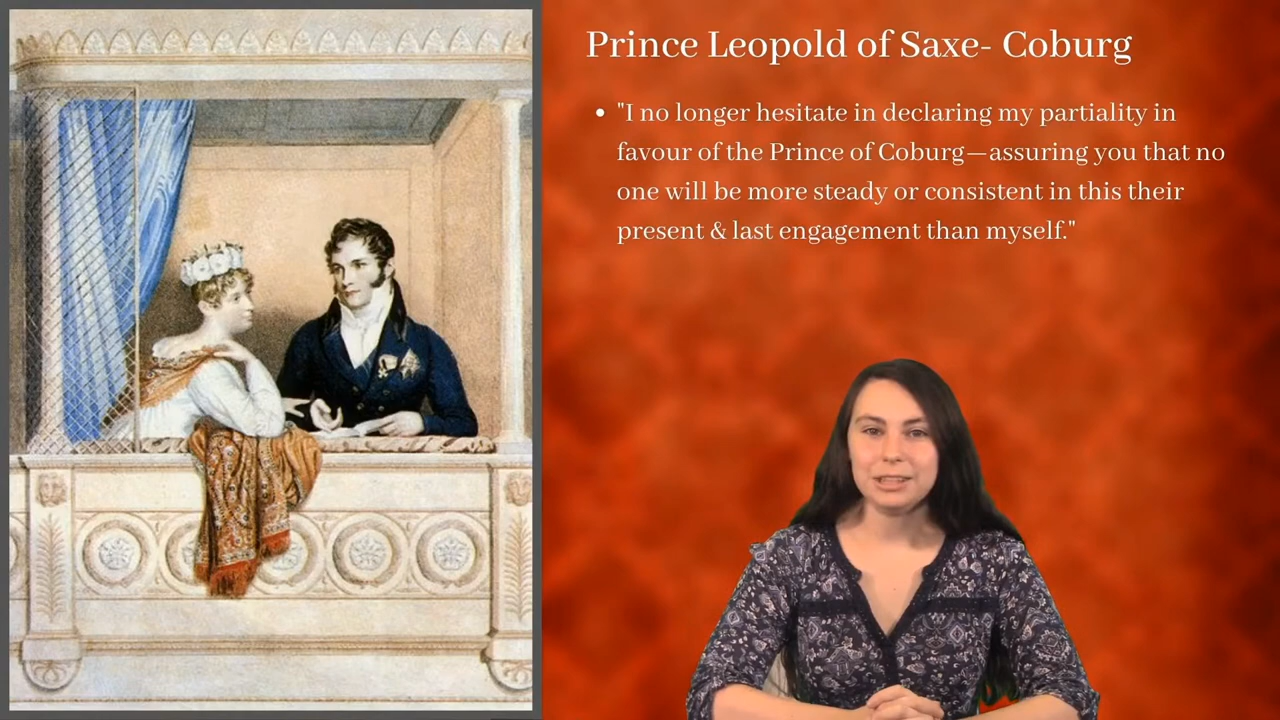 Prince Leopold of Saxe- Coburg
• "I no longer hesitate in declaring my partiality in
favour of the Prince of Coburg—assuring you that no
one will be more steady or consistent in this their
present & last engagement than myself."